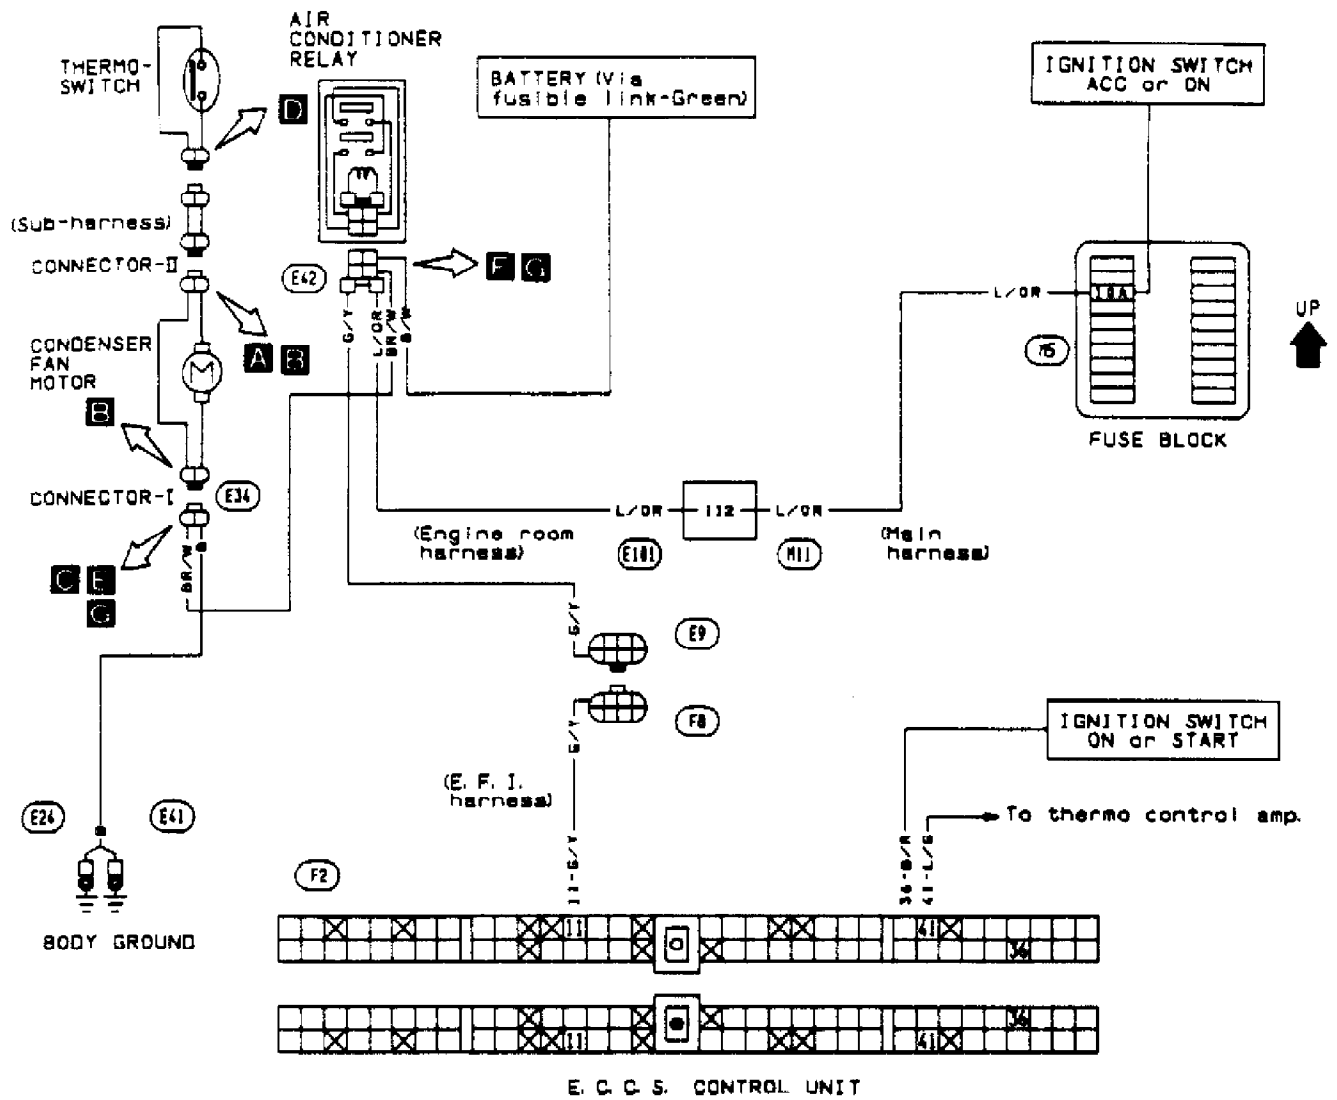 AIR
CONDITIONER
RELAY
THERMO-
SWITCH
D
BATTERY (Via
fusible link-Green)
IGNITION SWITCH
ACC or ON
(Sub-harness)
CONNECTOR-II
E42
F G
G/Y
L/OR
BR/W
B/W
L/OR
10A
UP
CONDENSER
FAN
MOTOR
M
A B
B
FUSE BLOCK
CONNECTOR-I
E34
L/OR
112
L/OR
(Engine room
harness)
(Main
harness)
E101
M11
C E
G
BR/W
B
G/Y
E9
F8
G/Y
(E. F. I.
harness)
IGNITION SWITCH
ON or START
To thermo control amp.
E24
E41
F2
11-G/Y
36-B/R
41-L/G
BODY GROUND
11
41
36
36
11
41
E. C. C. S. CONTROL UNIT